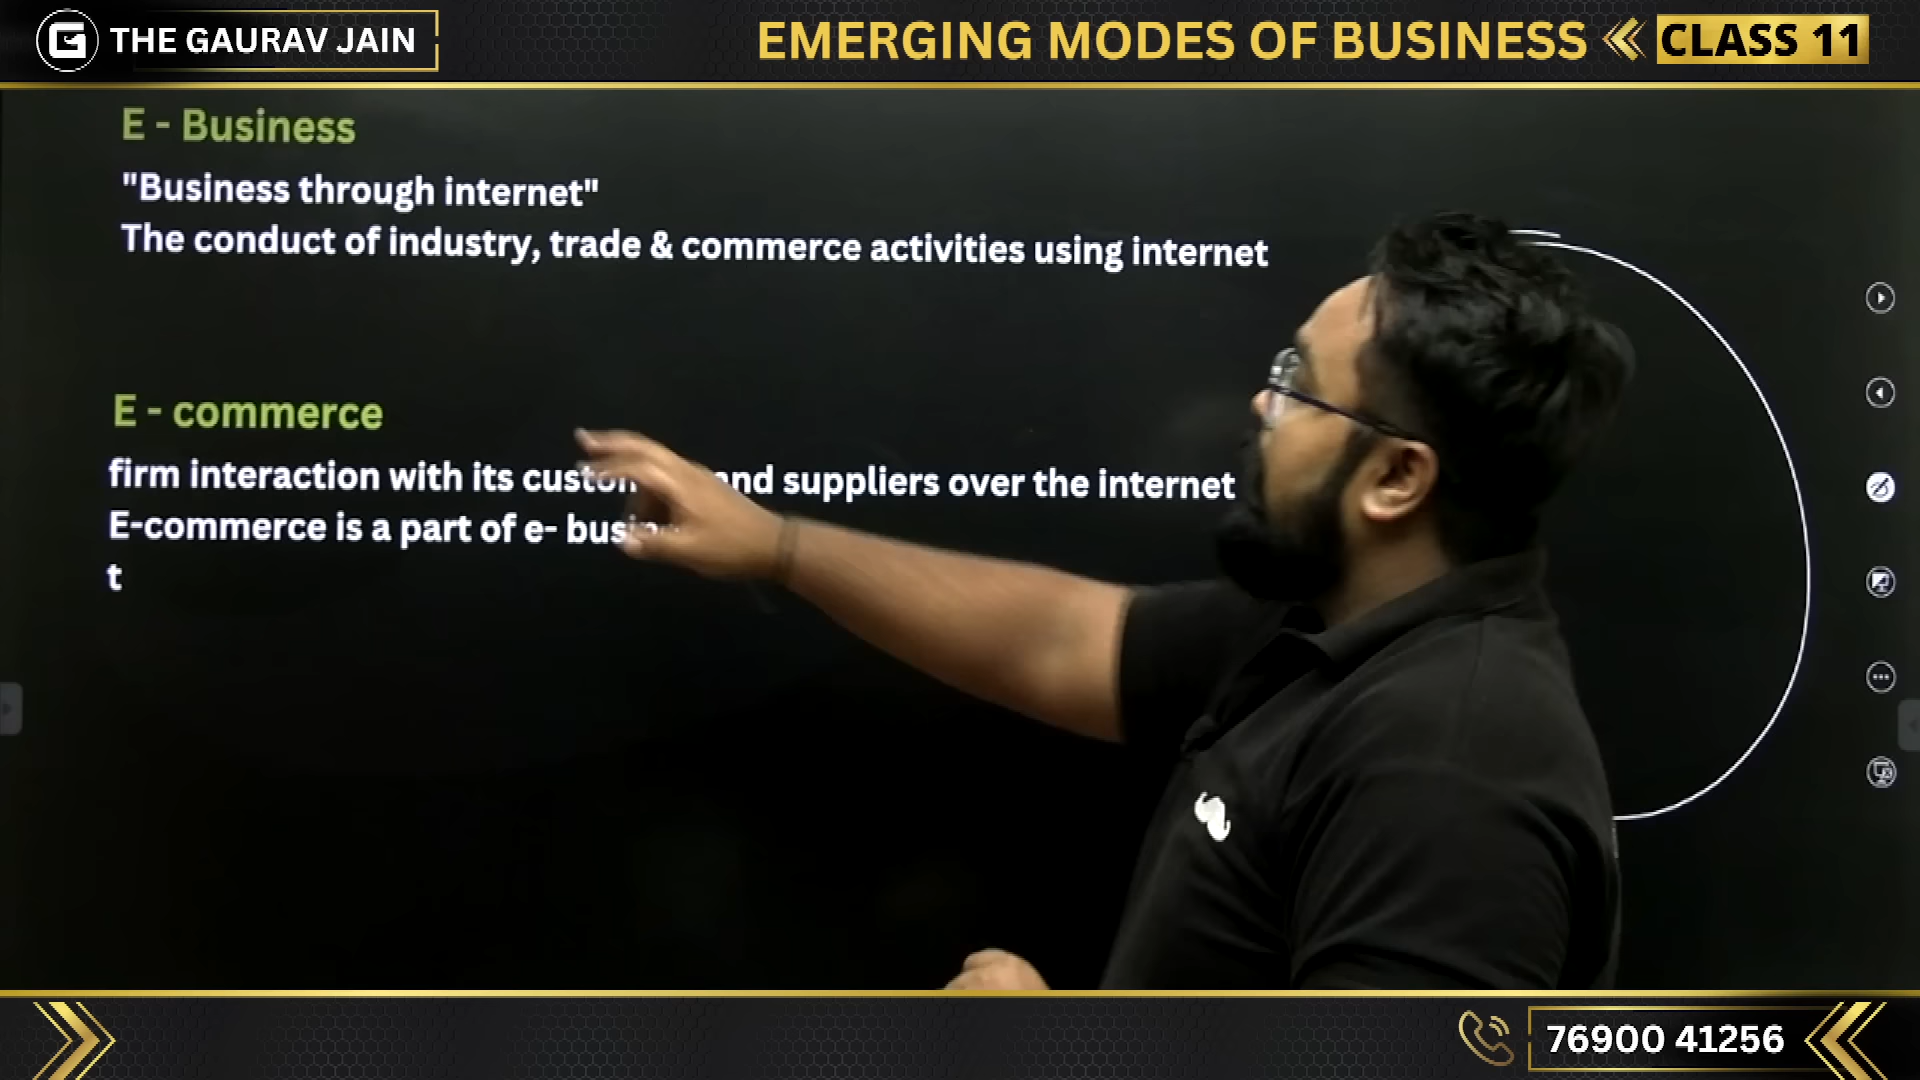 THE GAURAV JAIN
EMERGING MODES OF BUSINESS
CLASS 11
E - Business
"Business through internet"
The conduct of industry, trade & commerce activities using internet
E - commerce
firm interaction with its and suppliers over the internet
E-commerce is a part of e-
t
76900 41256